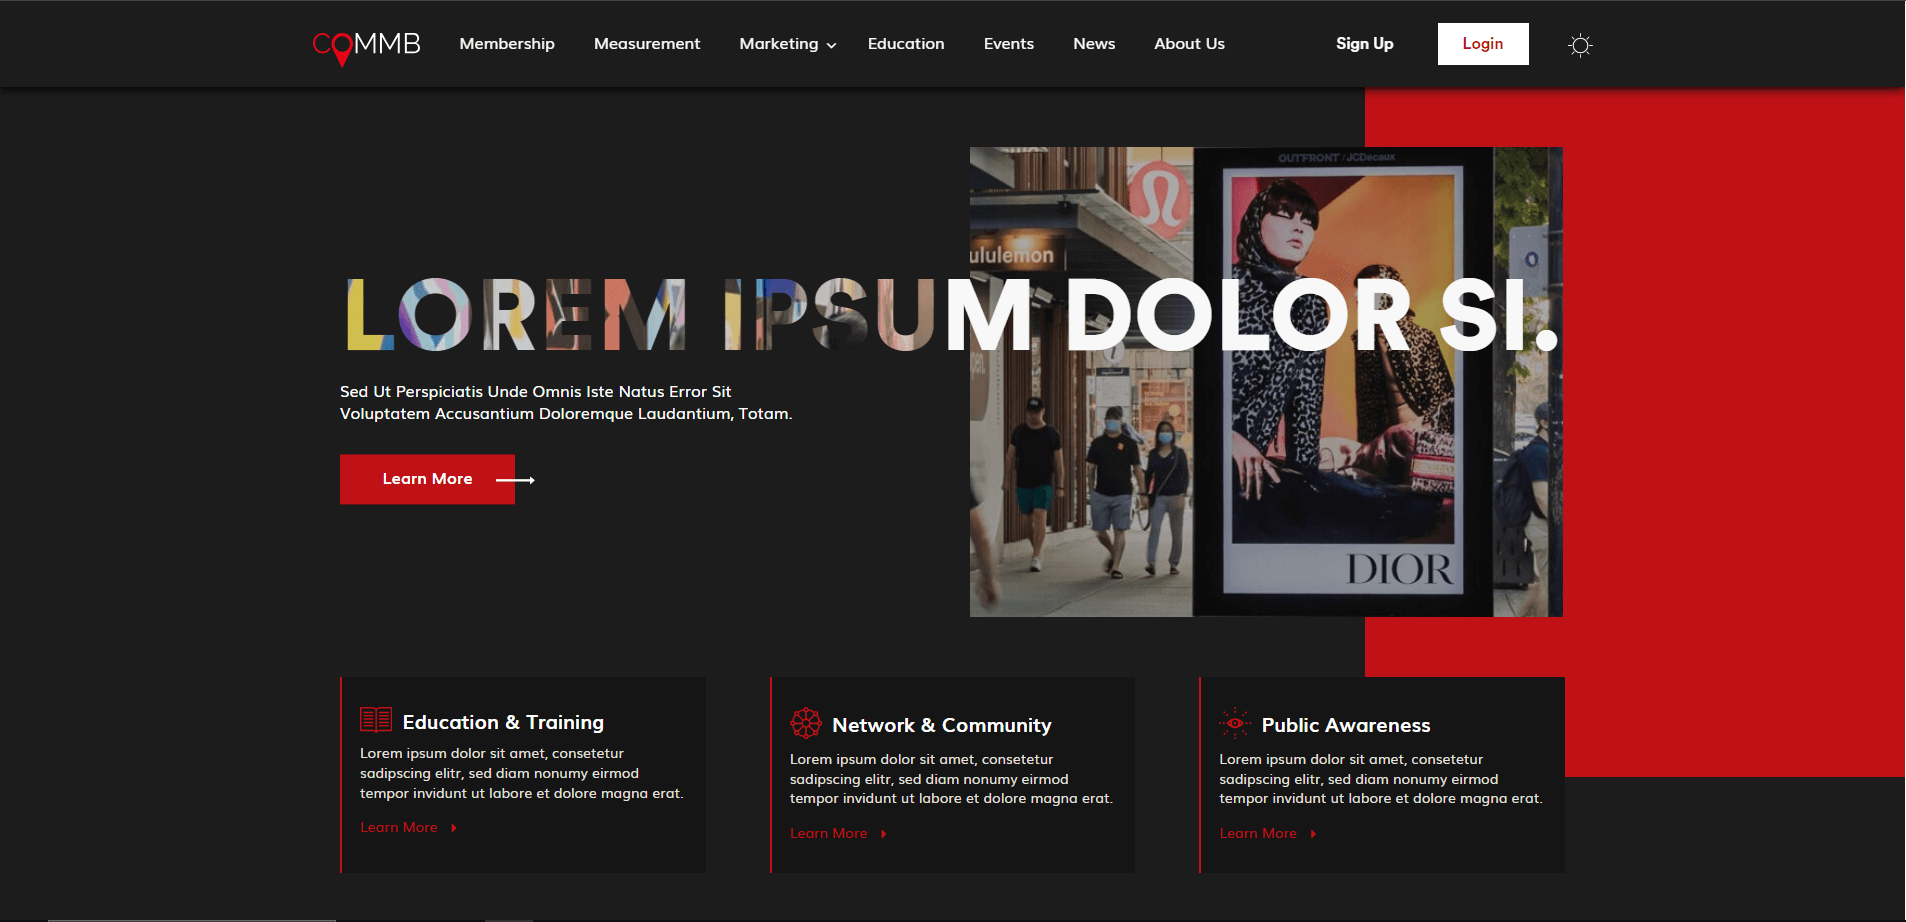 COMMB
Membership
Measurement
Marketing
Education
Events
News
About Us
Sign Up
Login
OUTFRONT / JCDecaux
ululemon
LOREM IPSUM DOLOR SI.
Sed Ut Perspiciatis Unde Omnis Iste Natus Error Sit
Voluptatem Accusantium Doloremque Laudantium, Totam.
Learn More
DIOR
Education & Training
Lorem ipsum dolor sit amet, consetetur
sadipscing elitr, sed diam nonumy eirmod
tempor invidunt ut labore et dolore magna erat.
Learn More
Network & Community
Lorem ipsum dolor sit amet, consetetur
sadipscing elitr, sed diam nonumy eirmod
tempor invidunt ut labore et dolore magna erat.
Learn More
Public Awareness
Lorem ipsum dolor sit amet, consetetur
sadipscing elitr, sed diam nonumy eirmod
tempor invidunt ut labore et dolore magna erat.
Learn More